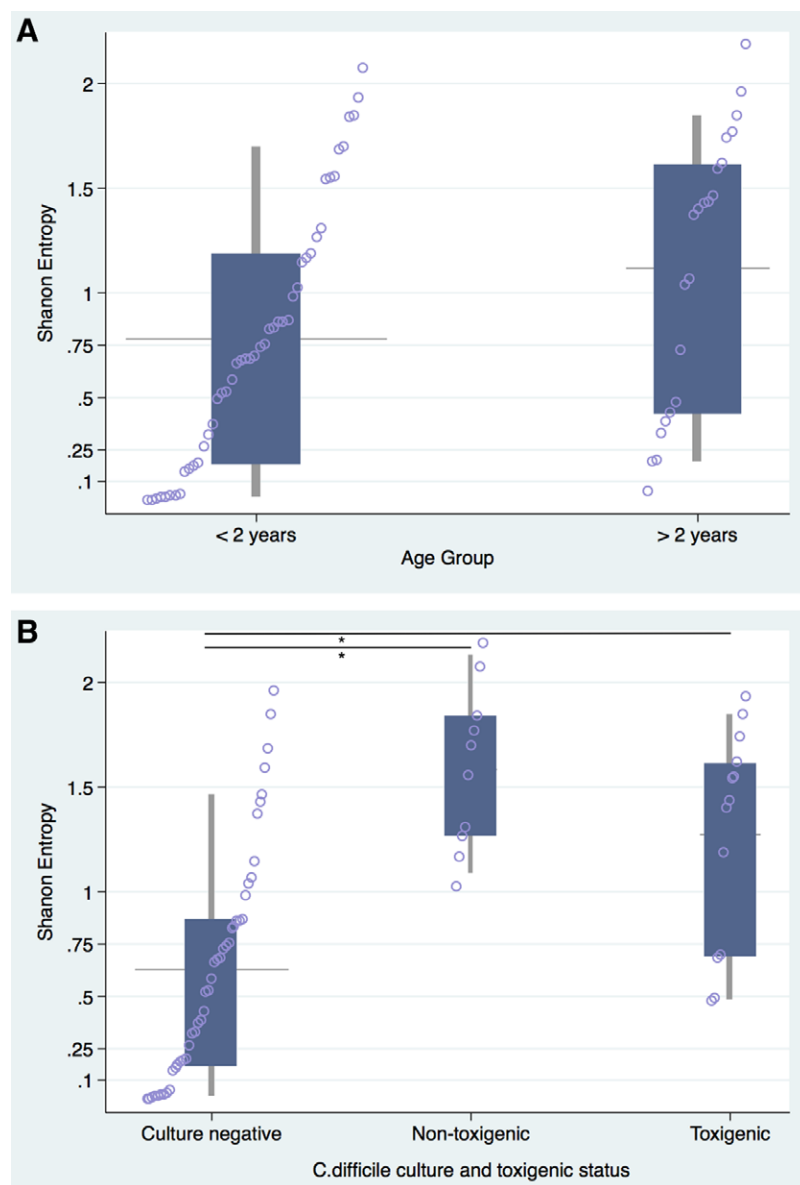 A
Shanon Entropy
2
1.5
1
.75
.5
.25
.1
< 2 years
> 2 years
Age Group
B
Shanon Entropy
*
*
2
1.5
1
.75
.5
.25
.1
Culture negative
Non-toxigenic
Toxigenic
C.difficile culture and toxigenic status